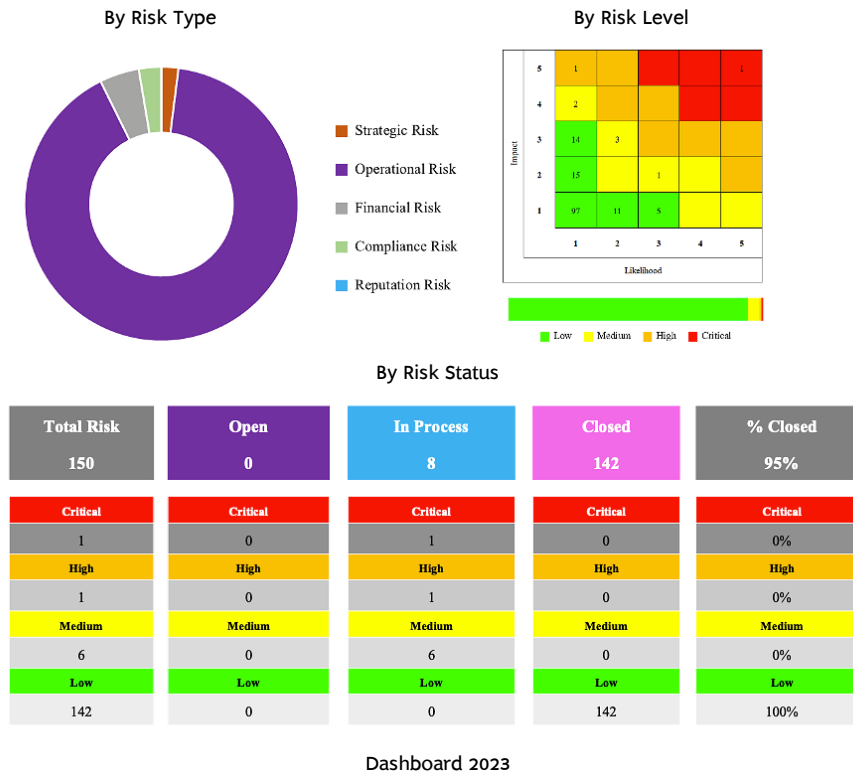 By Risk Type
Strategic Risk
Operational Risk
Financial Risk
Compliance Risk
Reputation Risk
By Risk Level
Impact
5 1 1
4 2
3 14 3
2 15 1
1 97 11 5
1 2 3 4 5
Likelihood
Low Medium High Critical
By Risk Status
Total Risk Open In Process Closed % Closed
150 0 8 142 95%
Critical Critical Critical Critical Critical
1 0 1 0 0%
High High High High High
1 0 1 0 0%
Medium Medium Medium Medium Medium
6 0 6 0 0%
Low Low Low Low Low
142 0 0 142 100%
Dashboard 2023